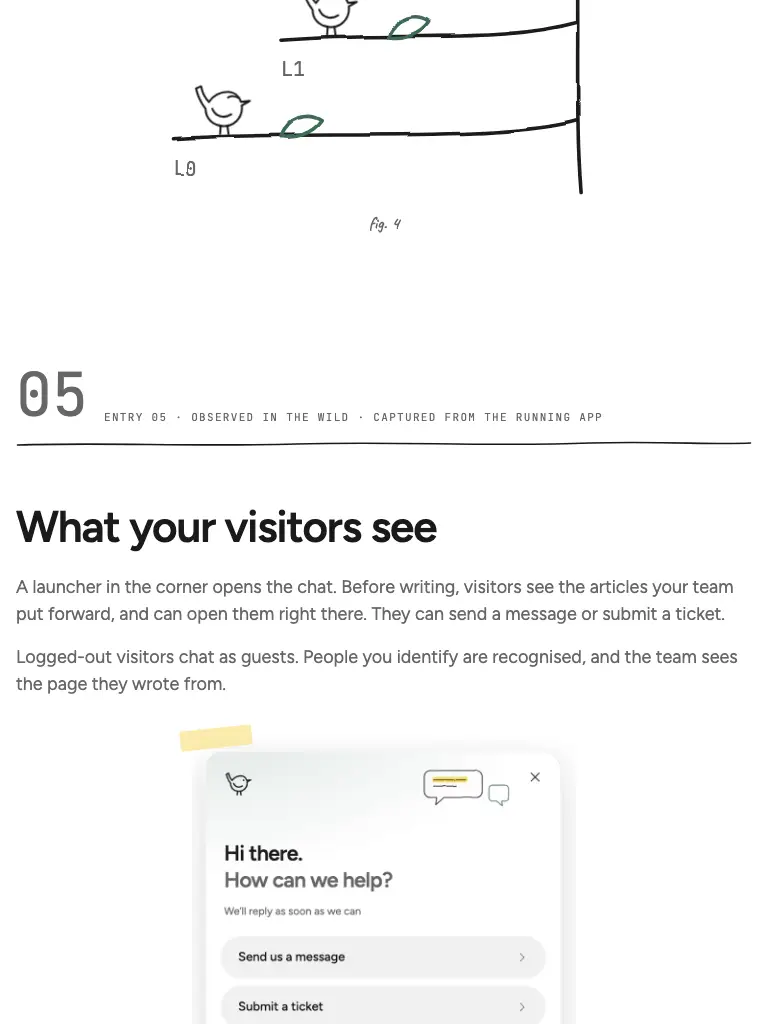 L1
L0
fig. 4
05
ENTRY 05 · OBSERVED IN THE WILD · CAPTURED FROM THE RUNNING APP
What your visitors see
A launcher in the corner opens the chat. Before writing, visitors see the articles your team
put forward, and can open them right there. They can send a message or submit a ticket.
Logged-out visitors chat as guests. People you identify are recognised, and the team sees
the page they wrote from.
Hi there.
How can we help?
We'll reply as soon as we can
Send us a message
Submit a ticket